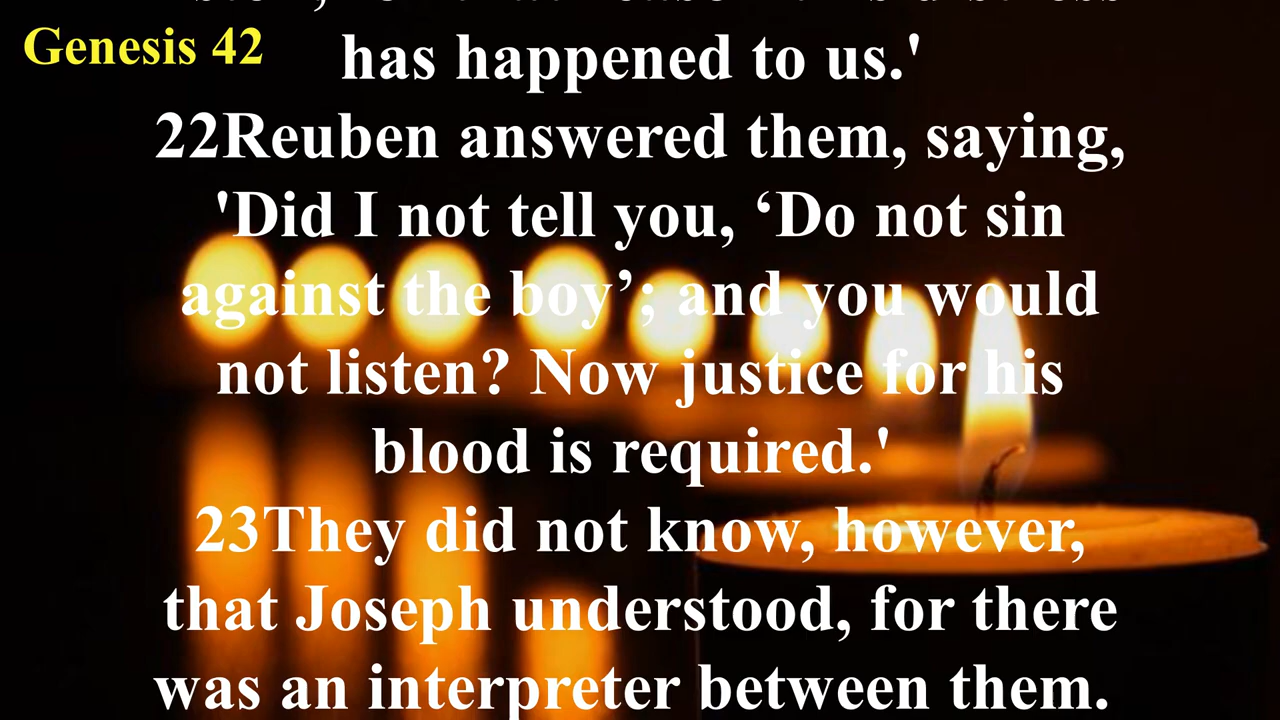 Genesis 42
has happened to us.'
22Reuben answered them, saying,
'Did I not tell you, ‘Do not sin
against the boy’; and you would
not listen? Now justice for his
blood is required.'
23They did not know, however,
that Joseph understood, for there
was an interpreter between them.